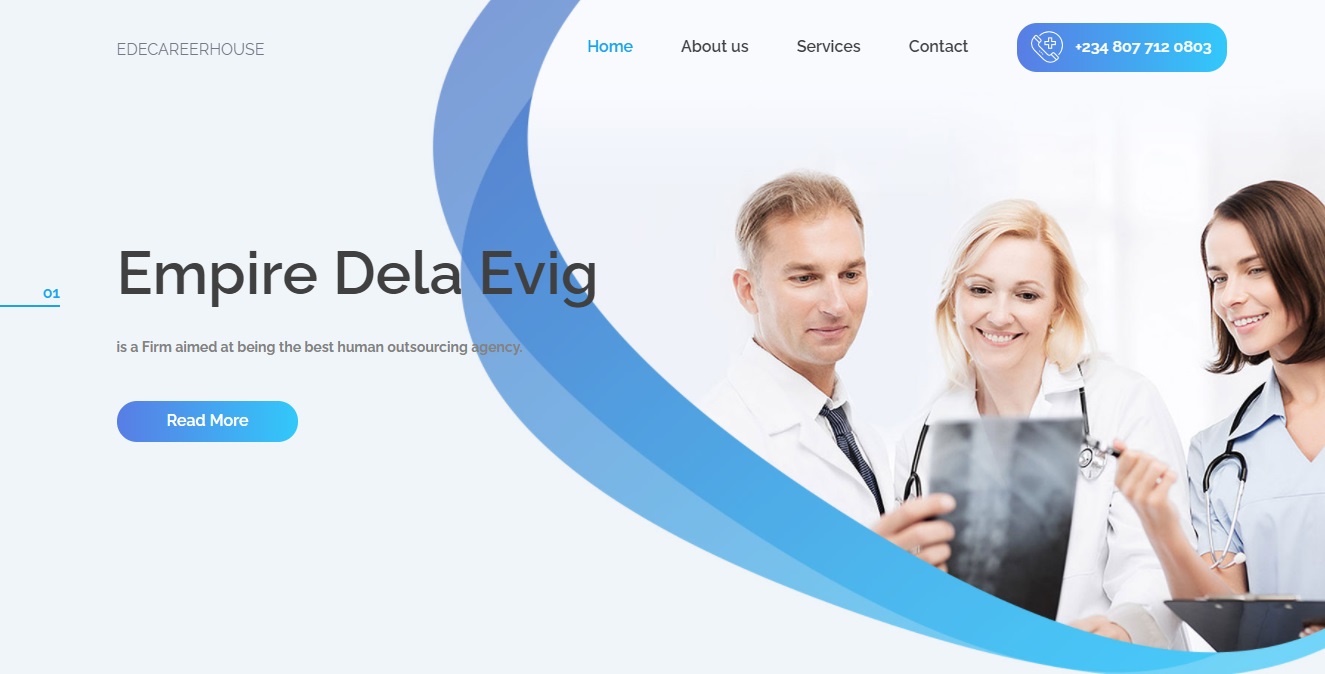 EDECAREERHOUSE
Home
About us
Services
Contact
+234 807 712 0803
01
Empire Dela Evig
is a Firm aimed at being the best human outsourcing agency.
Read More